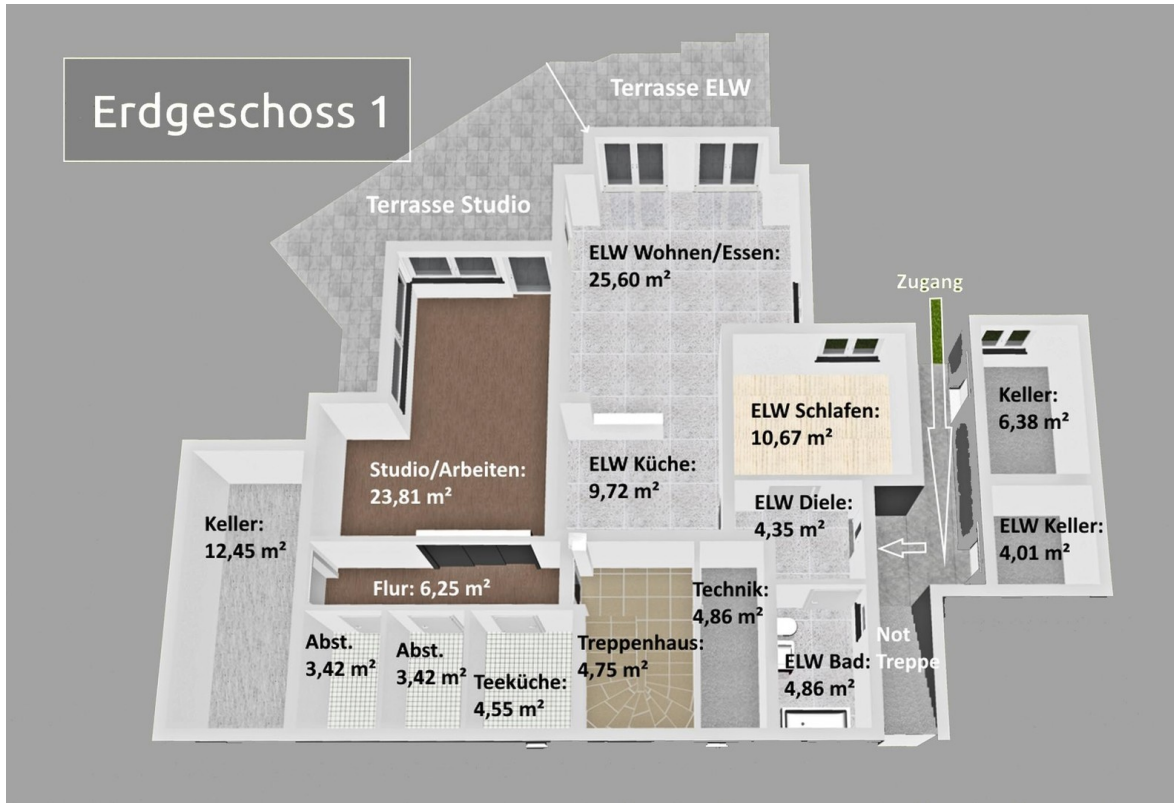 Erdgeschoss 1
Terrasse ELW
Terrasse Studio
ELW Wohnen/Essen:
25,60 m²
Zugang
ELW Schlafen:
10,67 m²
Keller:
6,38 m²
Studio/Arbeiten:
23,81 m²
ELW Küche:
9,72 m²
ELW Diele:
4,35 m²
ELW Keller:
4,01 m²
Keller:
12,45 m²
Flur: 6,25 m²
Abst.
3,42 m²
Abst.
3,42 m²
Teeküche:
4,55 m²
Treppenhaus:
4,75 m²
Technik:
4,86 m²
ELW Bad:
4,86 m²
Not
Treppe